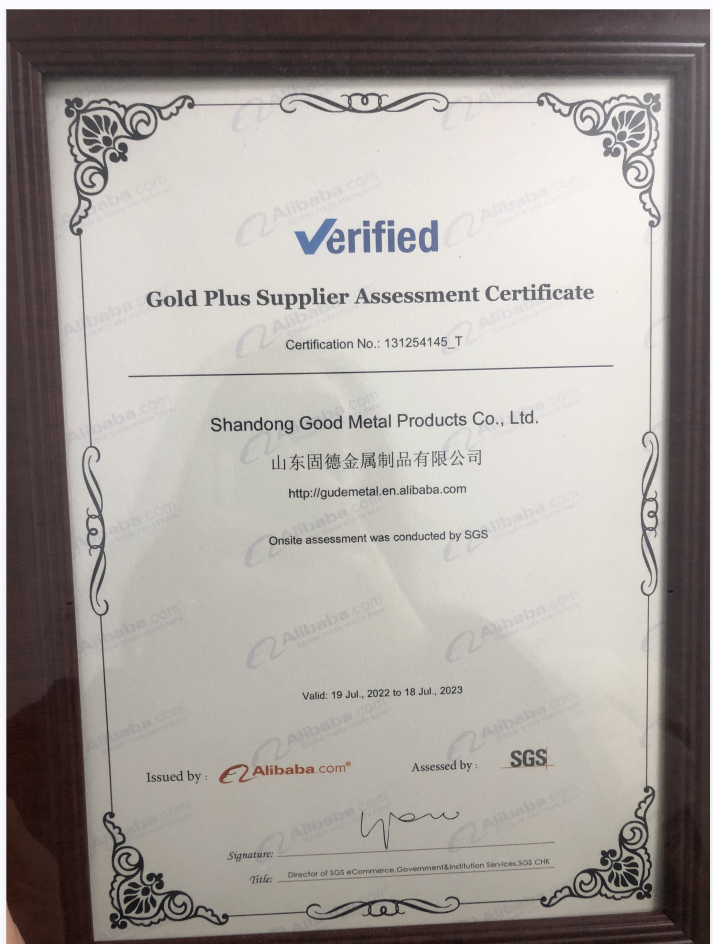 Verified
Gold Plus Supplier Assessment Certificate
Certification No.: 131254145_T
Shandong Good Metal Products Co., Ltd.
山东固德金属制品有限公司
http://gudemetal.en.alibaba.com
Onsite assessment was conducted by SGS
Valid: 19 Jul., 2022 to 18 Jul., 2023
Issued by : Alibaba.com® Assessed by : SGS
Signature:
Title: Director of SGS eCommerce,Government&Institution Services,SGS CHK